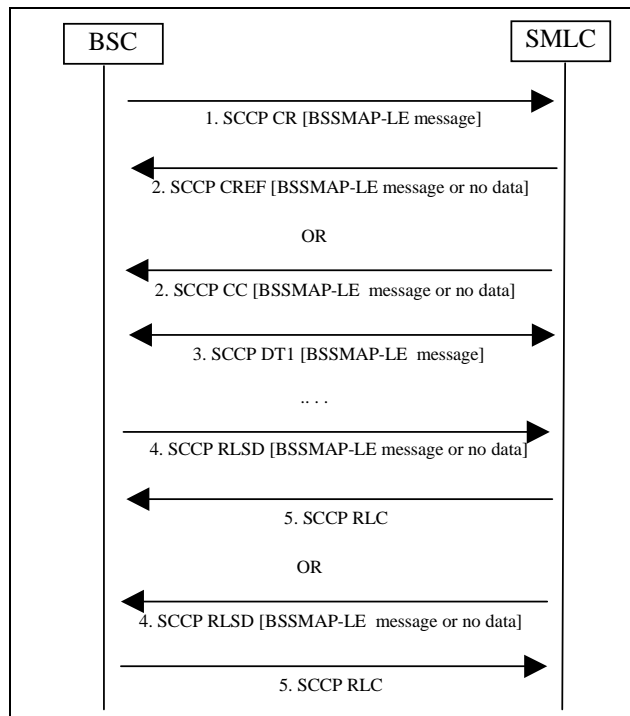 BSC
SMLC
1. SCCP CR [BSSMAP-LE message]
2. SCCP CREF [BSSMAP-LE message or no data]
OR
2. SCCP CC [BSSMAP-LE message or no data]
3. SCCP DT1 [BSSMAP-LE message]
.. . .
4. SCCP RLSD [BSSMAP-LE message or no data]
5. SCCP RLC
OR
4. SCCP RLSD [BSSMAP-LE message or no data]
5. SCCP RLC